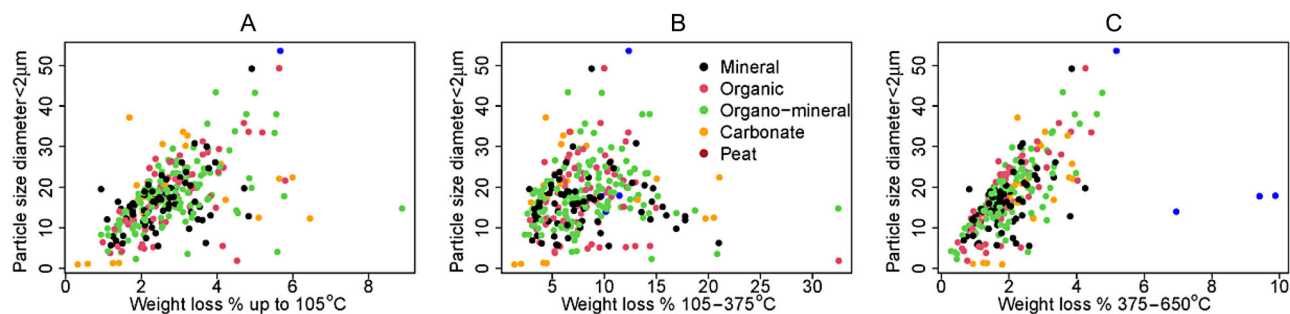 A
Particle size diameter<2µm
50
40
30
20
10
0
0 2 4 6 8
Weight loss % up to 105°C
B
Particle size diameter<2µm
50
40
30
20
10
0
5 10 15 20 25 30
Weight loss % 105−375°C
Mineral
Organic
Organo−mineral
Carbonate
Peat
C
Particle size diameter<2µm
50
40
30
20
10
0
0 2 4 6 8 10
Weight loss % 375−650°C